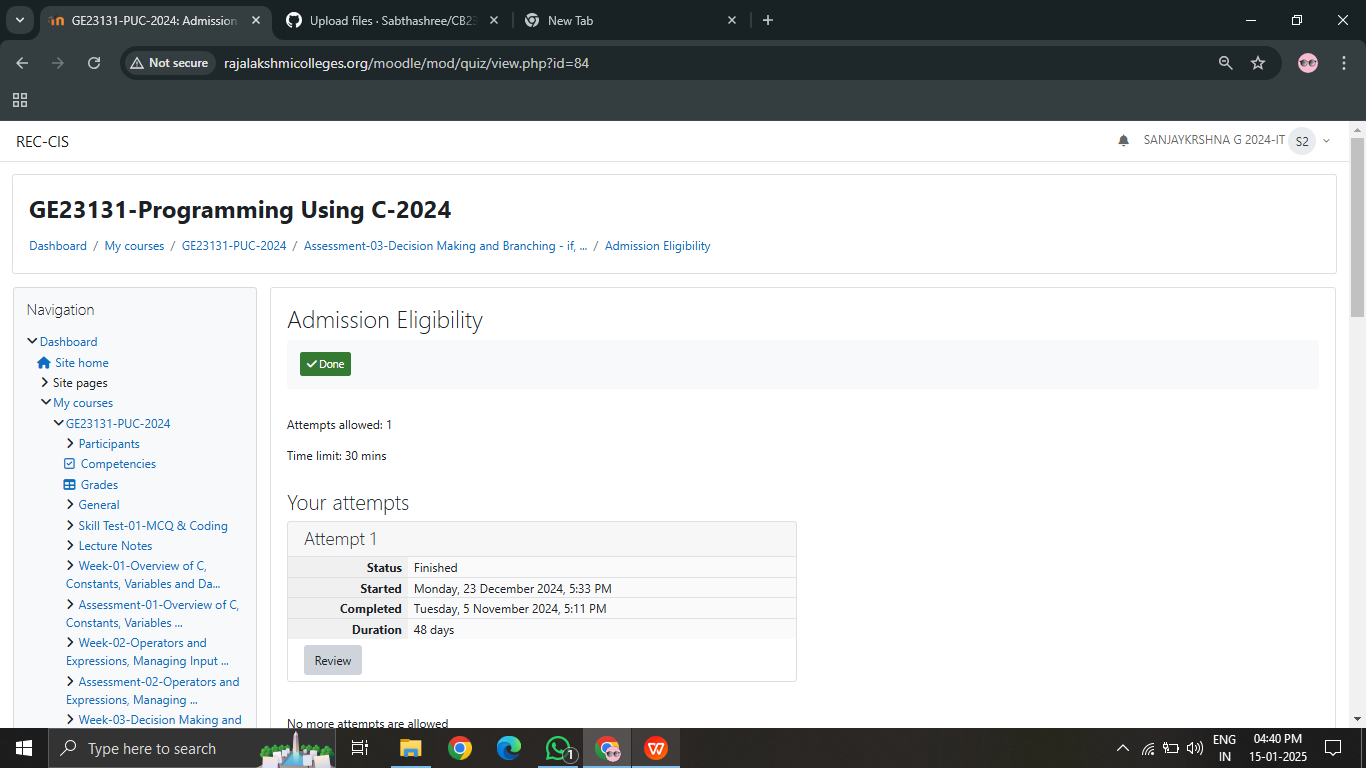 GE23131-PUC-2024: Admission
Upload files · Sabthashree/CB23
New Tab
Not secure
rajalakshmicolleges.org/moodle/mod/quiz/view.php?id=84
REC-CIS
SANJAYKRSHNA G 2024-IT S2
GE23131-Programming Using C-2024
Dashboard / My courses / GE23131-PUC-2024 / Assessment-03-Decision Making and Branching - if, ... / Admission Eligibility
Navigation
Dashboard
Site home
Site pages
My courses
GE23131-PUC-2024
Participants
Competencies
Grades
General
Skill Test-01-MCQ & Coding
Lecture Notes
Week-01-Overview of C,
Constants, Variables and Da...
Assessment-01-Overview of C,
Constants, Variables ...
Week-02-Operators and
Expressions, Managing Input ...
Assessment-02-Operators and
Expressions, Managing ...
Week-03-Decision Making and
Admission Eligibility
Done
Attempts allowed: 1
Time limit: 30 mins
Your attempts
Attempt 1
Status Finished
Started Monday, 23 December 2024, 5:33 PM
Completed Tuesday, 5 November 2024, 5:11 PM
Duration 48 days
Review
No more attempts are allowed
Type here to search
1
W
ENG
IN
04:40 PM
15-01-2025